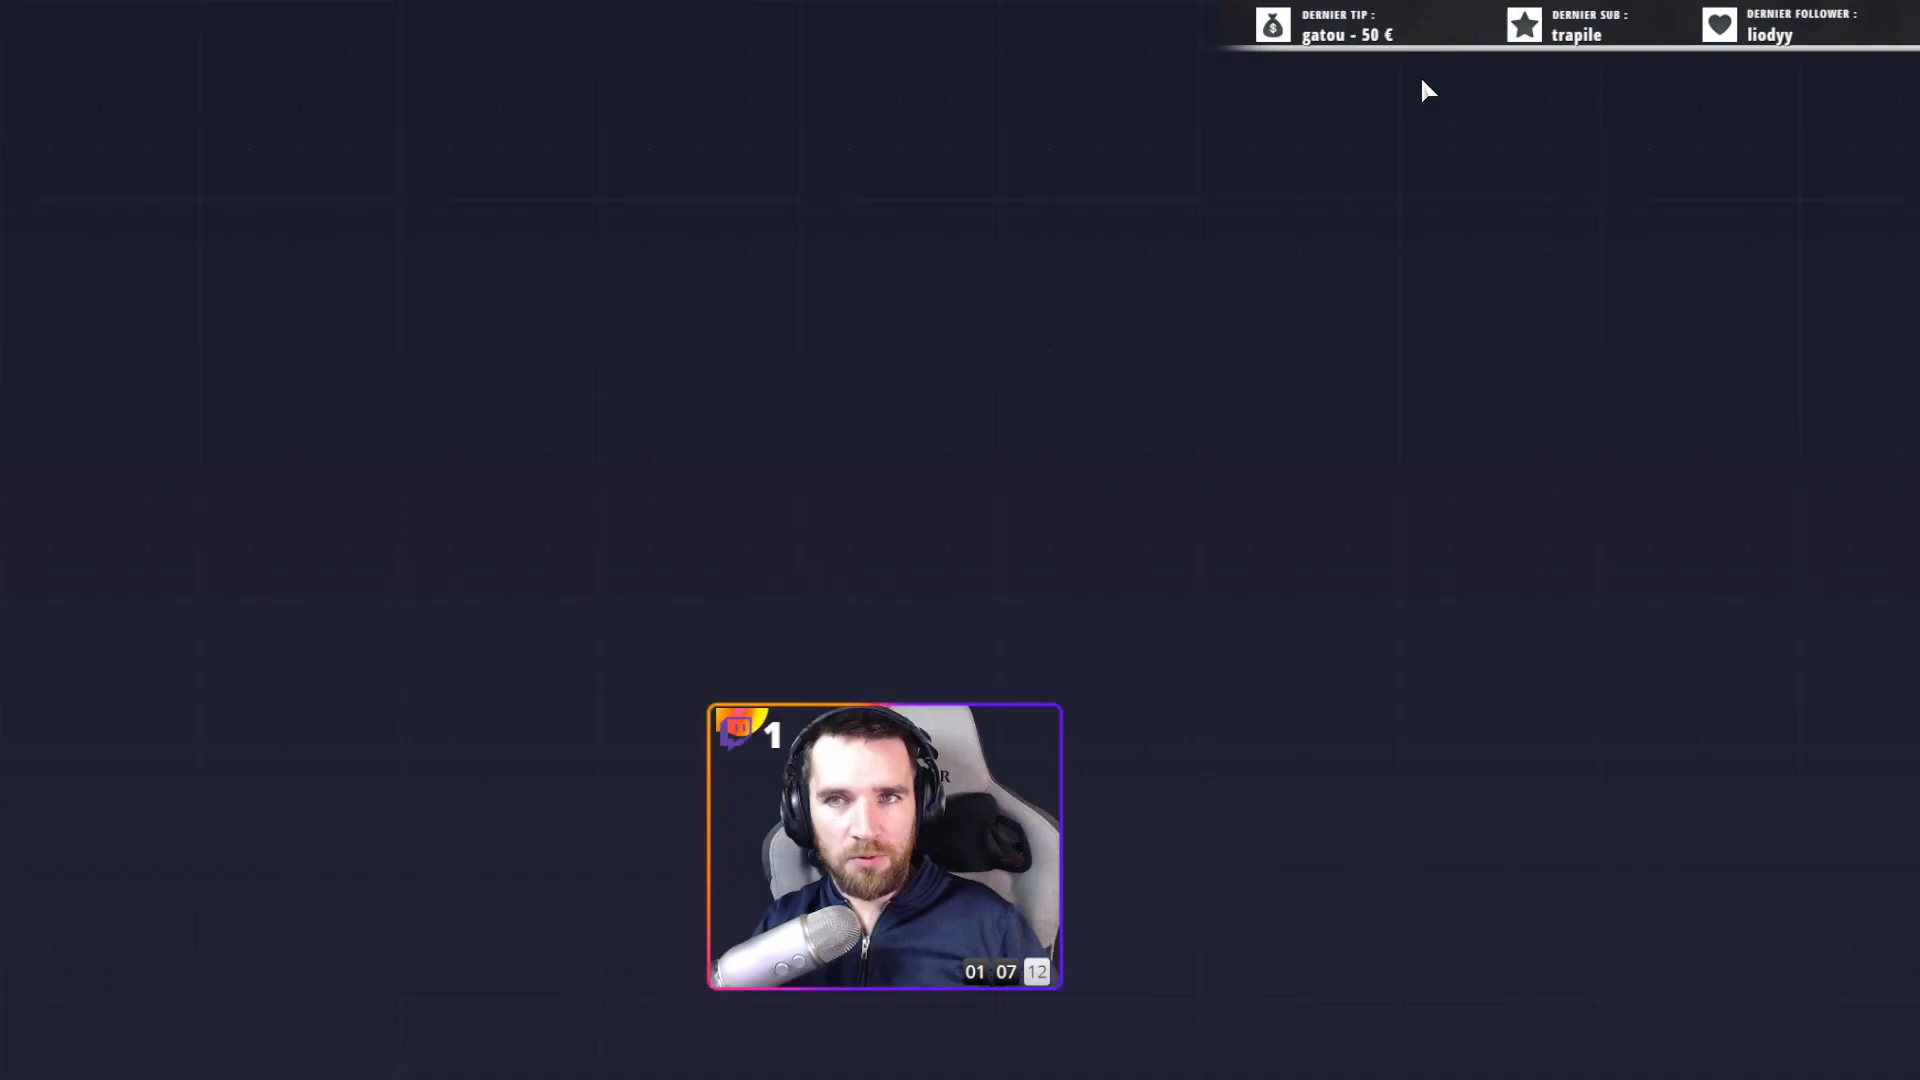 DERNIER TIP :
gatou - 50 €
DERNIER SUB :
trapile
DERNIER FOLLOWER :
liodyy
1
R
01 07 12